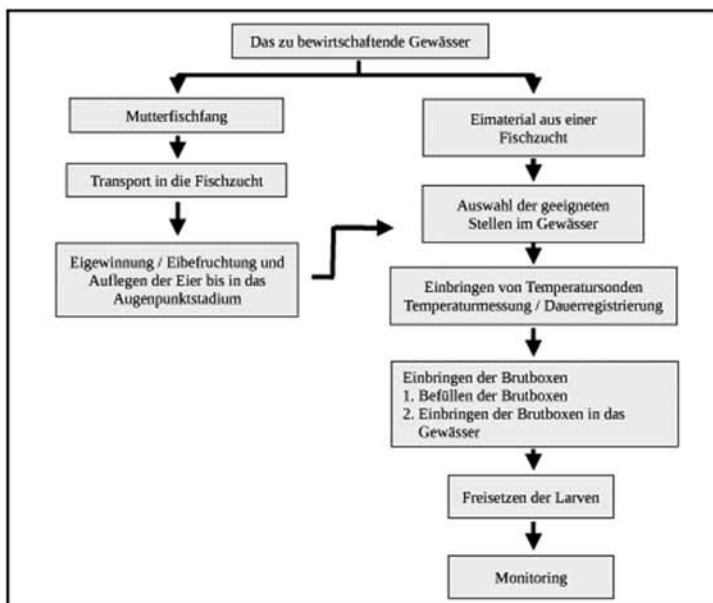 Das zu bewirtschaftende Gewässer
Mutterfischfang
Transport in die Fischzucht
Eigewinnung / Eibefruchtung und
Auflegen der Eier bis in das
Augenpunktstadium
Eimaterial aus einer
Fischzucht
Auswahl der geeigneten
Stellen im Gewässer
Einbringen von Temperatursonden
Temperaturmessung / Dauerregistrierung
Einbringen der Brutboxen
1. Befüllen der Brutboxen
2. Einbringen der Brutboxen in das
Gewässer
Freisetzen der Larven
Monitoring